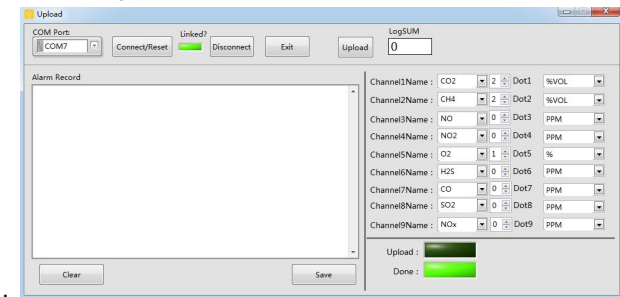 Upload
COM Port:
COM7
Connect/Reset
Linked?
Disconnect
Exit
Upload
LogSUM
0
Alarm Record
Channel1Name : CO2 2 Dot1 %VOL
Channel2Name : CH4 2 Dot2 %VOL
Channel3Name : NO 0 Dot3 PPM
Channel4Name : NO2 0 Dot4 PPM
Channel5Name : O2 1 Dot5 %
Channel6Name : H2S 0 Dot6 PPM
Channel7Name : CO 0 Dot7 PPM
Channel8Name : SO2 0 Dot8 PPM
Channel9Name : NOx 0 Dot9 PPM
Upload :
Done :
Clear
Save